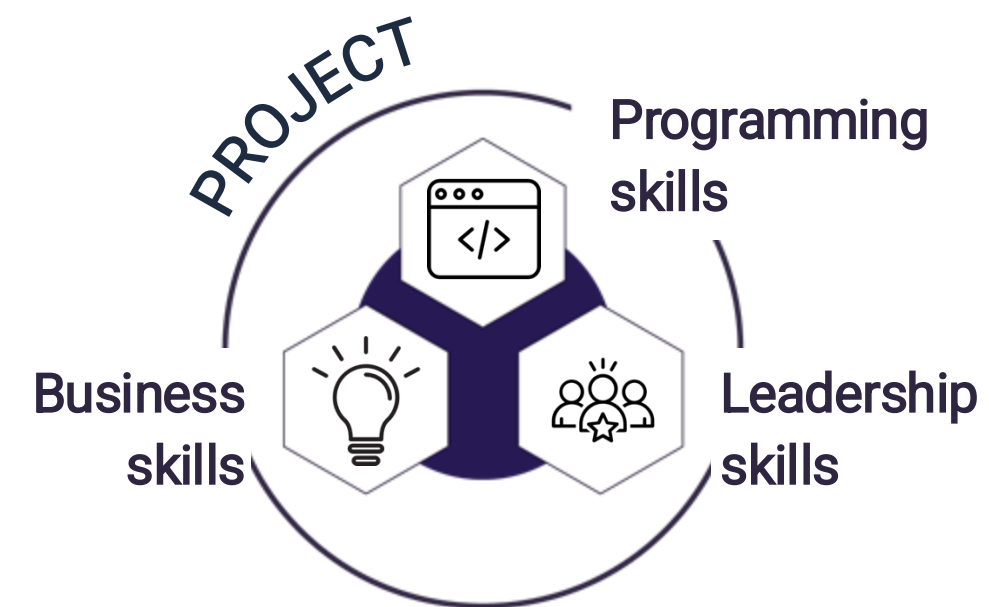 PROJECT
Programming
skills
Business
skills
Leadership
skills